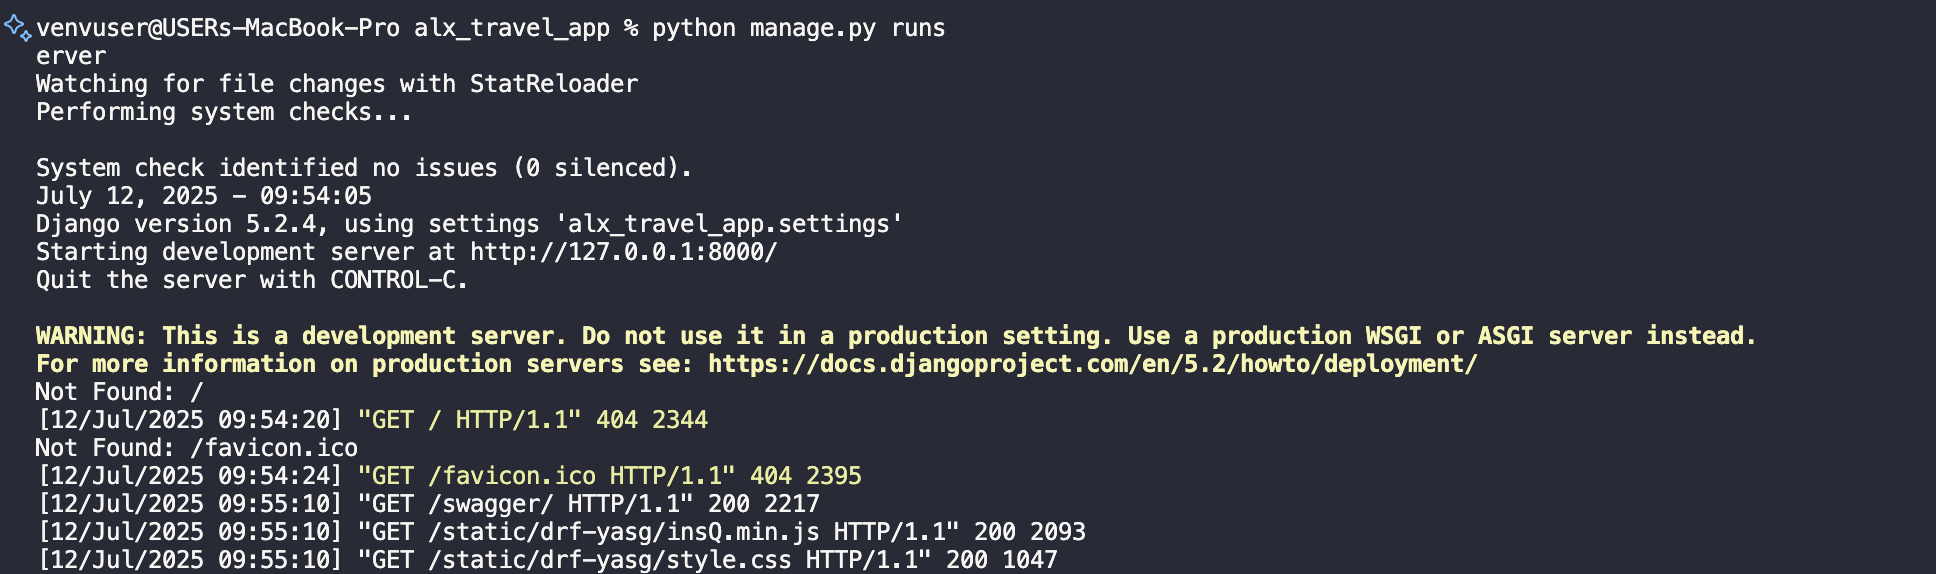 venvuser@USERs-MacBook-Pro alx_travel_app % python manage.py runs
erver
Watching for file changes with StatReloader
Performing system checks...
System check identified no issues (0 silenced).
July 12, 2025 - 09:54:05
Django version 5.2.4, using settings 'alx_travel_app.settings'
Starting development server at http://127.0.0.1:8000/
Quit the server with CONTROL-C.
WARNING: This is a development server. Do not use it in a production setting. Use a production WSGI or ASGI server instead.
For more information on production servers see: https://docs.djangoproject.com/en/5.2/howto/deployment/
Not Found: /
[12/Jul/2025 09:54:20] "GET / HTTP/1.1" 404 2344
Not Found: /favicon.ico
[12/Jul/2025 09:54:24] "GET /favicon.ico HTTP/1.1" 404 2395
[12/Jul/2025 09:55:10] "GET /swagger/ HTTP/1.1" 200 2217
[12/Jul/2025 09:55:10] "GET /static/drf-yasg/insQ.min.js HTTP/1.1" 200 2093
[12/Jul/2025 09:55:10] "GET /static/drf-yasg/style.css HTTP/1.1" 200 1047